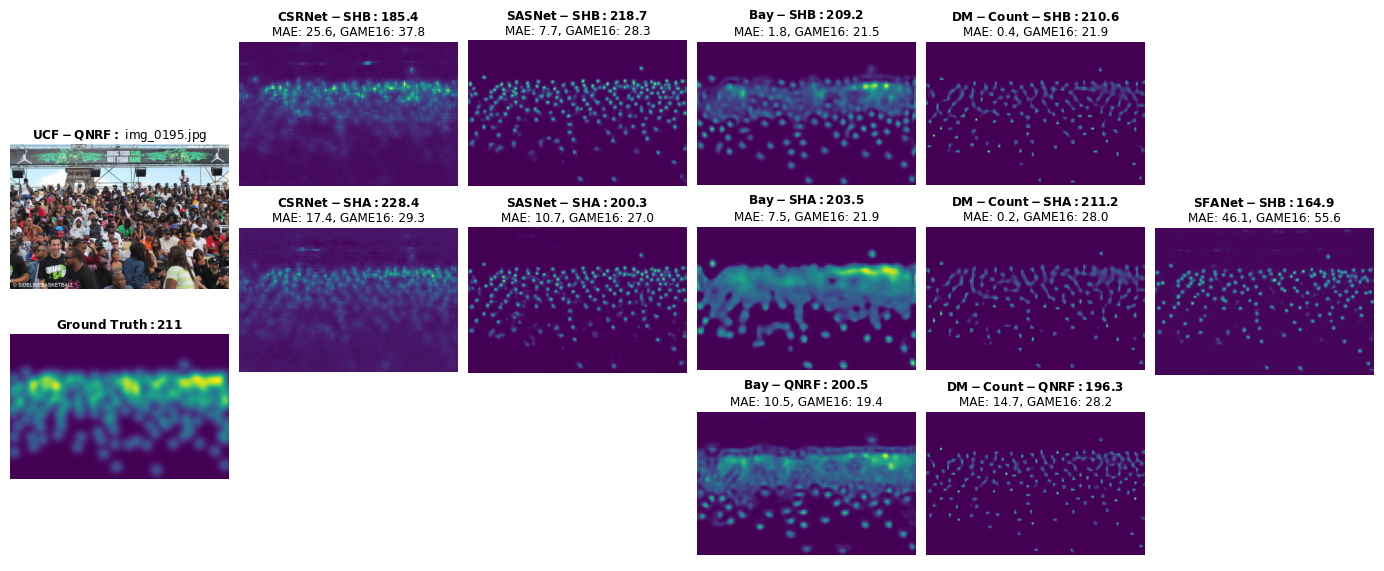 CSRNet – SHB : 185.4
MAE: 25.6, GAME16: 37.8
SASNet – SHB : 218.7
MAE: 7.7, GAME16: 28.3
Bay – SHB : 209.2
MAE: 1.8, GAME16: 21.5
DM – Count – SHB : 210.6
MAE: 0.4, GAME16: 21.9
UCF – QNRF : img_0195.jpg
© SIDELINEBASKETBALL
CSRNet – SHA : 228.4
MAE: 17.4, GAME16: 29.3
SASNet – SHA : 200.3
MAE: 10.7, GAME16: 27.0
Bay – SHA : 203.5
MAE: 7.5, GAME16: 21.9
DM – Count – SHA : 211.2
MAE: 0.2, GAME16: 28.0
SFANet – SHB : 164.9
MAE: 46.1, GAME16: 55.6
Ground Truth : 211
Bay – QNRF : 200.5
MAE: 10.5, GAME16: 19.4
DM – Count – QNRF : 196.3
MAE: 14.7, GAME16: 28.2